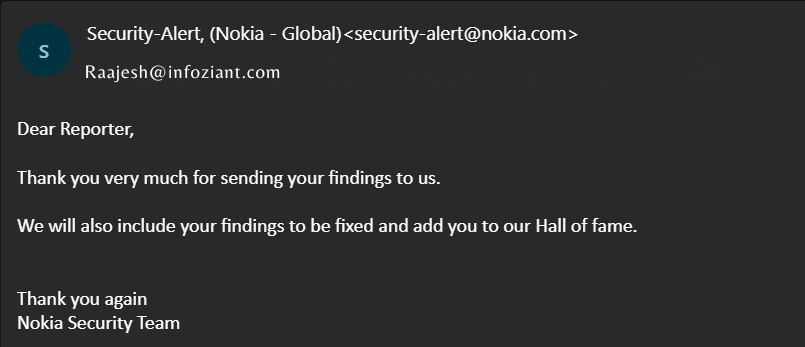 S
Security-Alert, (Nokia - Global)<security-alert@nokia.com>
Raajesh@infoziant.com
Dear Reporter,
Thank you very much for sending your findings to us.
We will also include your findings to be fixed and add you to our Hall of fame.
Thank you again
Nokia Security Team